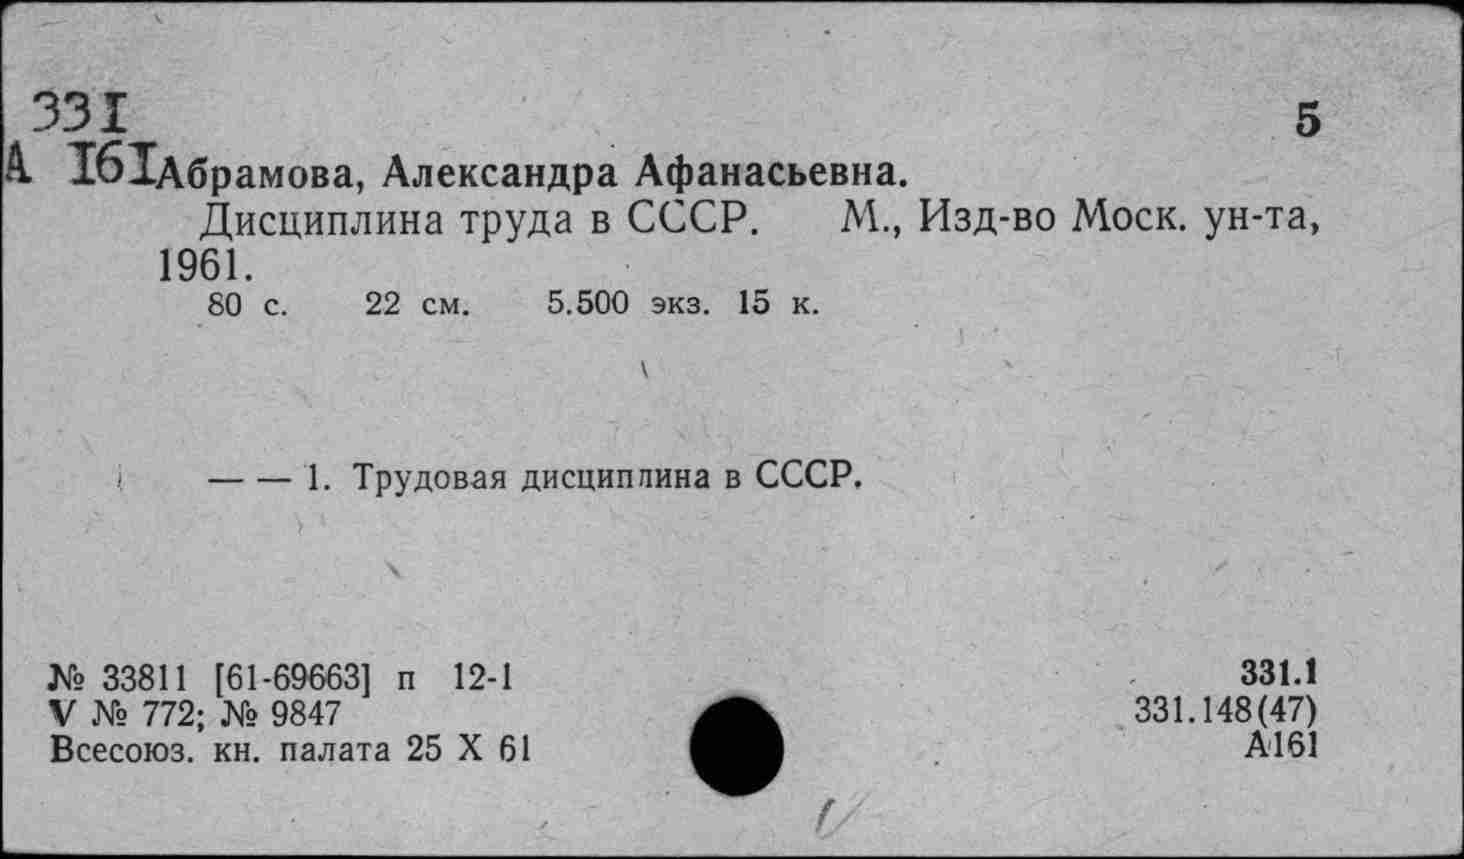 331
5
А 161 Абрамова, Александра Афанасьевна.
Дисциплина труда в СССР. М., Изд-во Моск. ун-та,
1961.
80 с. 22 см. 5.500 экз. 15 к.
— — 1. Трудовая дисциплина в СССР.
№ 33811 [61-69663] п 12-1
331.1
V № 772; № 9847
331.148(47)
Всесоюз. кн. палата 25 X 61
А161